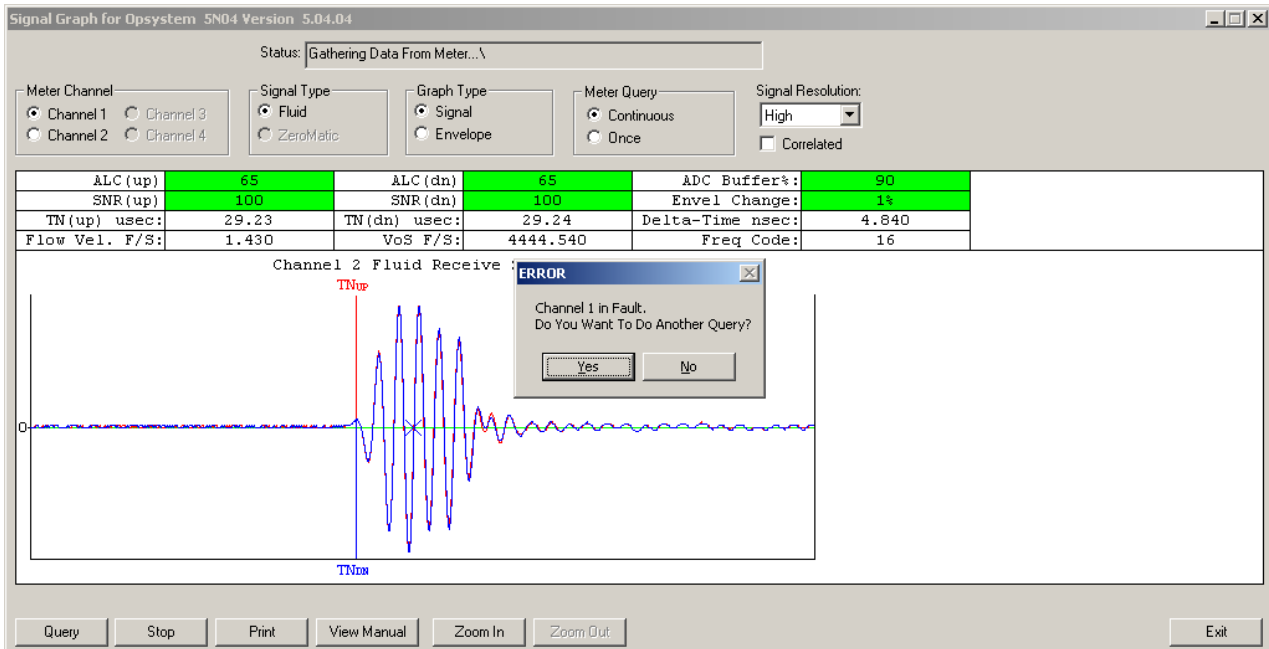 Signal Graph for Opsystem 5N04 Version 5.04.04
Status: Gathering Data From Meter...\
Meter Channel
Channel 1 Channel 3
Channel 2 Channel 4
Signal Type
Fluid
ZeroMatic
Graph Type
Signal
Envelope
Meter Query
Continuous
Once
Signal Resolution:
High
Correlated
ALC(up) 65 ALC(dn) 65 ADC Buffer%: 90
SNR(up) 100 SNR(dn) 100 Envel Change: 1%
TN(up) usec: 29.23 TN(dn) usec: 29.24 Delta-Time nsec: 4.840
Flow Vel. F/S: 1.430 VoS F/S: 4444.540 Freq Code: 16
Channel 2 Fluid Receive
TNUP
ERROR
Channel 1 in Fault.
Do You Want To Do Another Query?
Yes No
0
TNDN
Query Stop Print View Manual Zoom In Zoom Out Exit